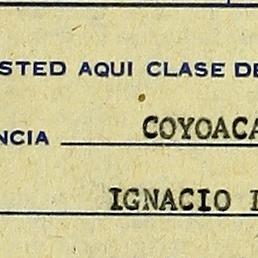 STED AQUI CLASE DE
NCIA COYOACA
IGNACIO